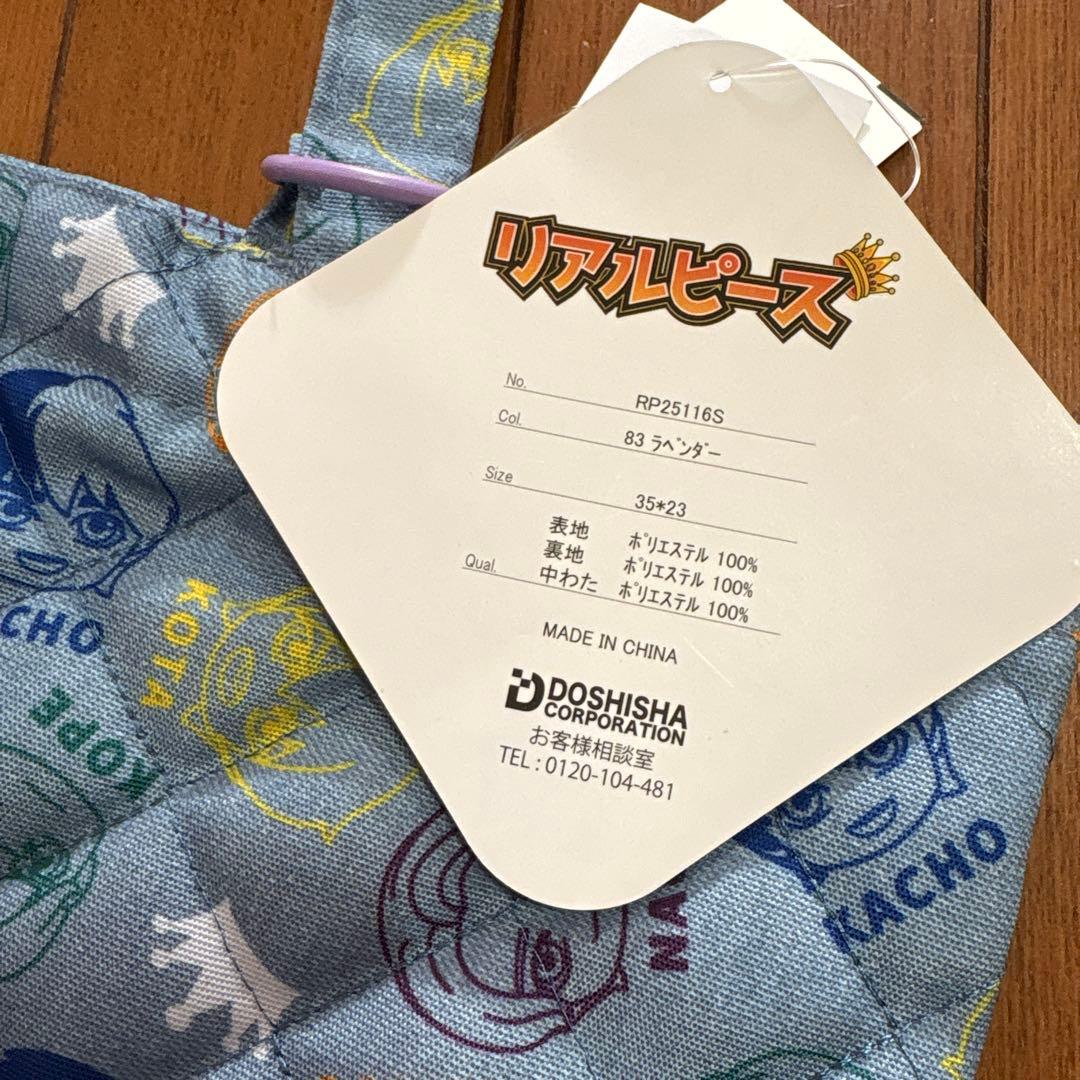 リアルピース
No. RP25116S
Col. 83 ﾗﾍﾞﾝﾀﾞｰ
Size 35*23
表地 ﾎﾟﾘｴｽﾃﾙ 100%
裏地 ﾎﾟﾘｴｽﾃﾙ 100%
Qual. 中わた ﾎﾟﾘｴｽﾃﾙ 100%
MADE IN CHINA
DOSHISHA
CORPORATION
お客様相談室
TEL : 0120-104-481
CHO
KOTA
KOPE
NA
KACHO